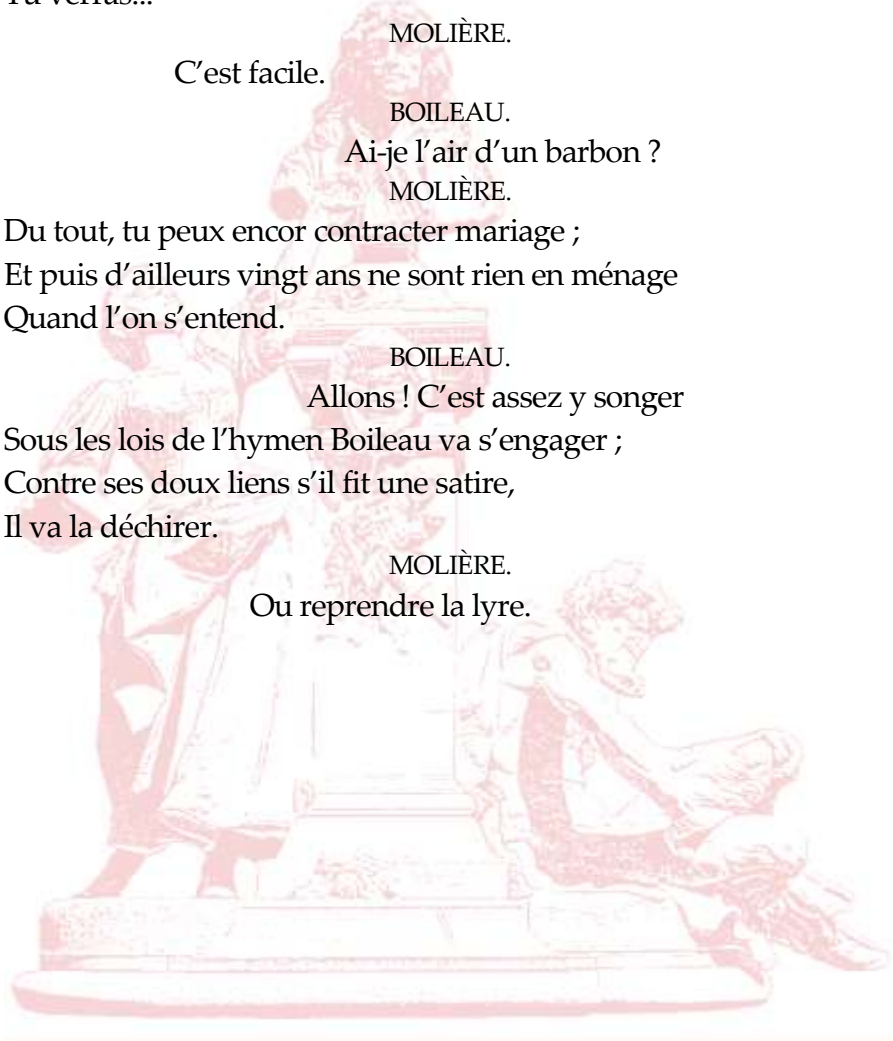 Tu verras...
MOLIÈRE.
C’est facile.
BOILEAU.
Ai-je l’air d’un barbon ?
MOLIÈRE.
Du tout, tu peux encor contracter mariage ;
Et puis d’ailleurs vingt ans ne sont rien en ménage
Quand l’on s’entend.
BOILEAU.
Allons ! C’est assez y songer
Sous les lois de l’hymen Boileau va s’engager ;
Contre ses doux liens s’il fit une satire,
Il va la déchirer.
MOLIÈRE.
Ou reprendre la lyre.